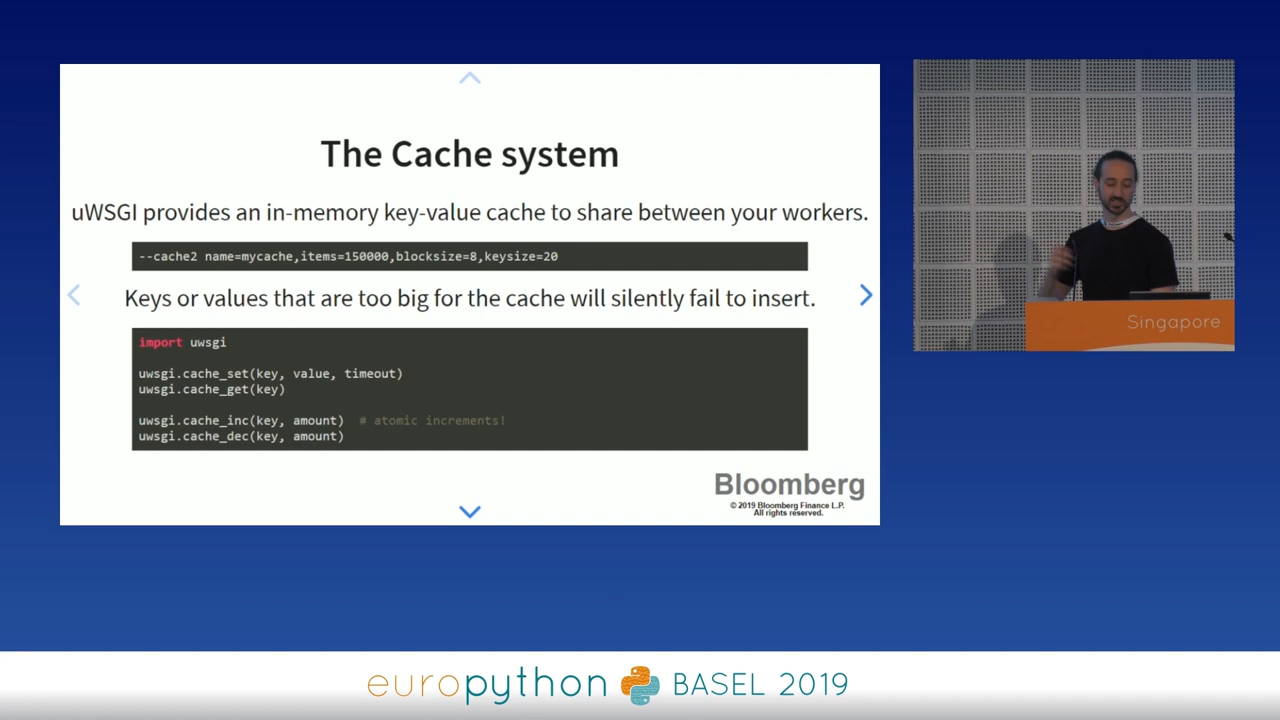 The Cache system
uWSGI provides an in-memory key-value cache to share between your workers.
--cache2 name=mycache,items=150000,blocksize=8,keysize=20
Keys or values that are too big for the cache will silently fail to insert.
import uwsgi
uwsgi.cache_set(key, value, timeout)
uwsgi.cache_get(key)
uwsgi.cache_inc(key, amount)  # atomic increments!
uwsgi.cache_dec(key, amount)
Bloomberg
© 2019 Bloomberg Finance L.P.
All rights reserved.
Singapore
europython BASEL 2019